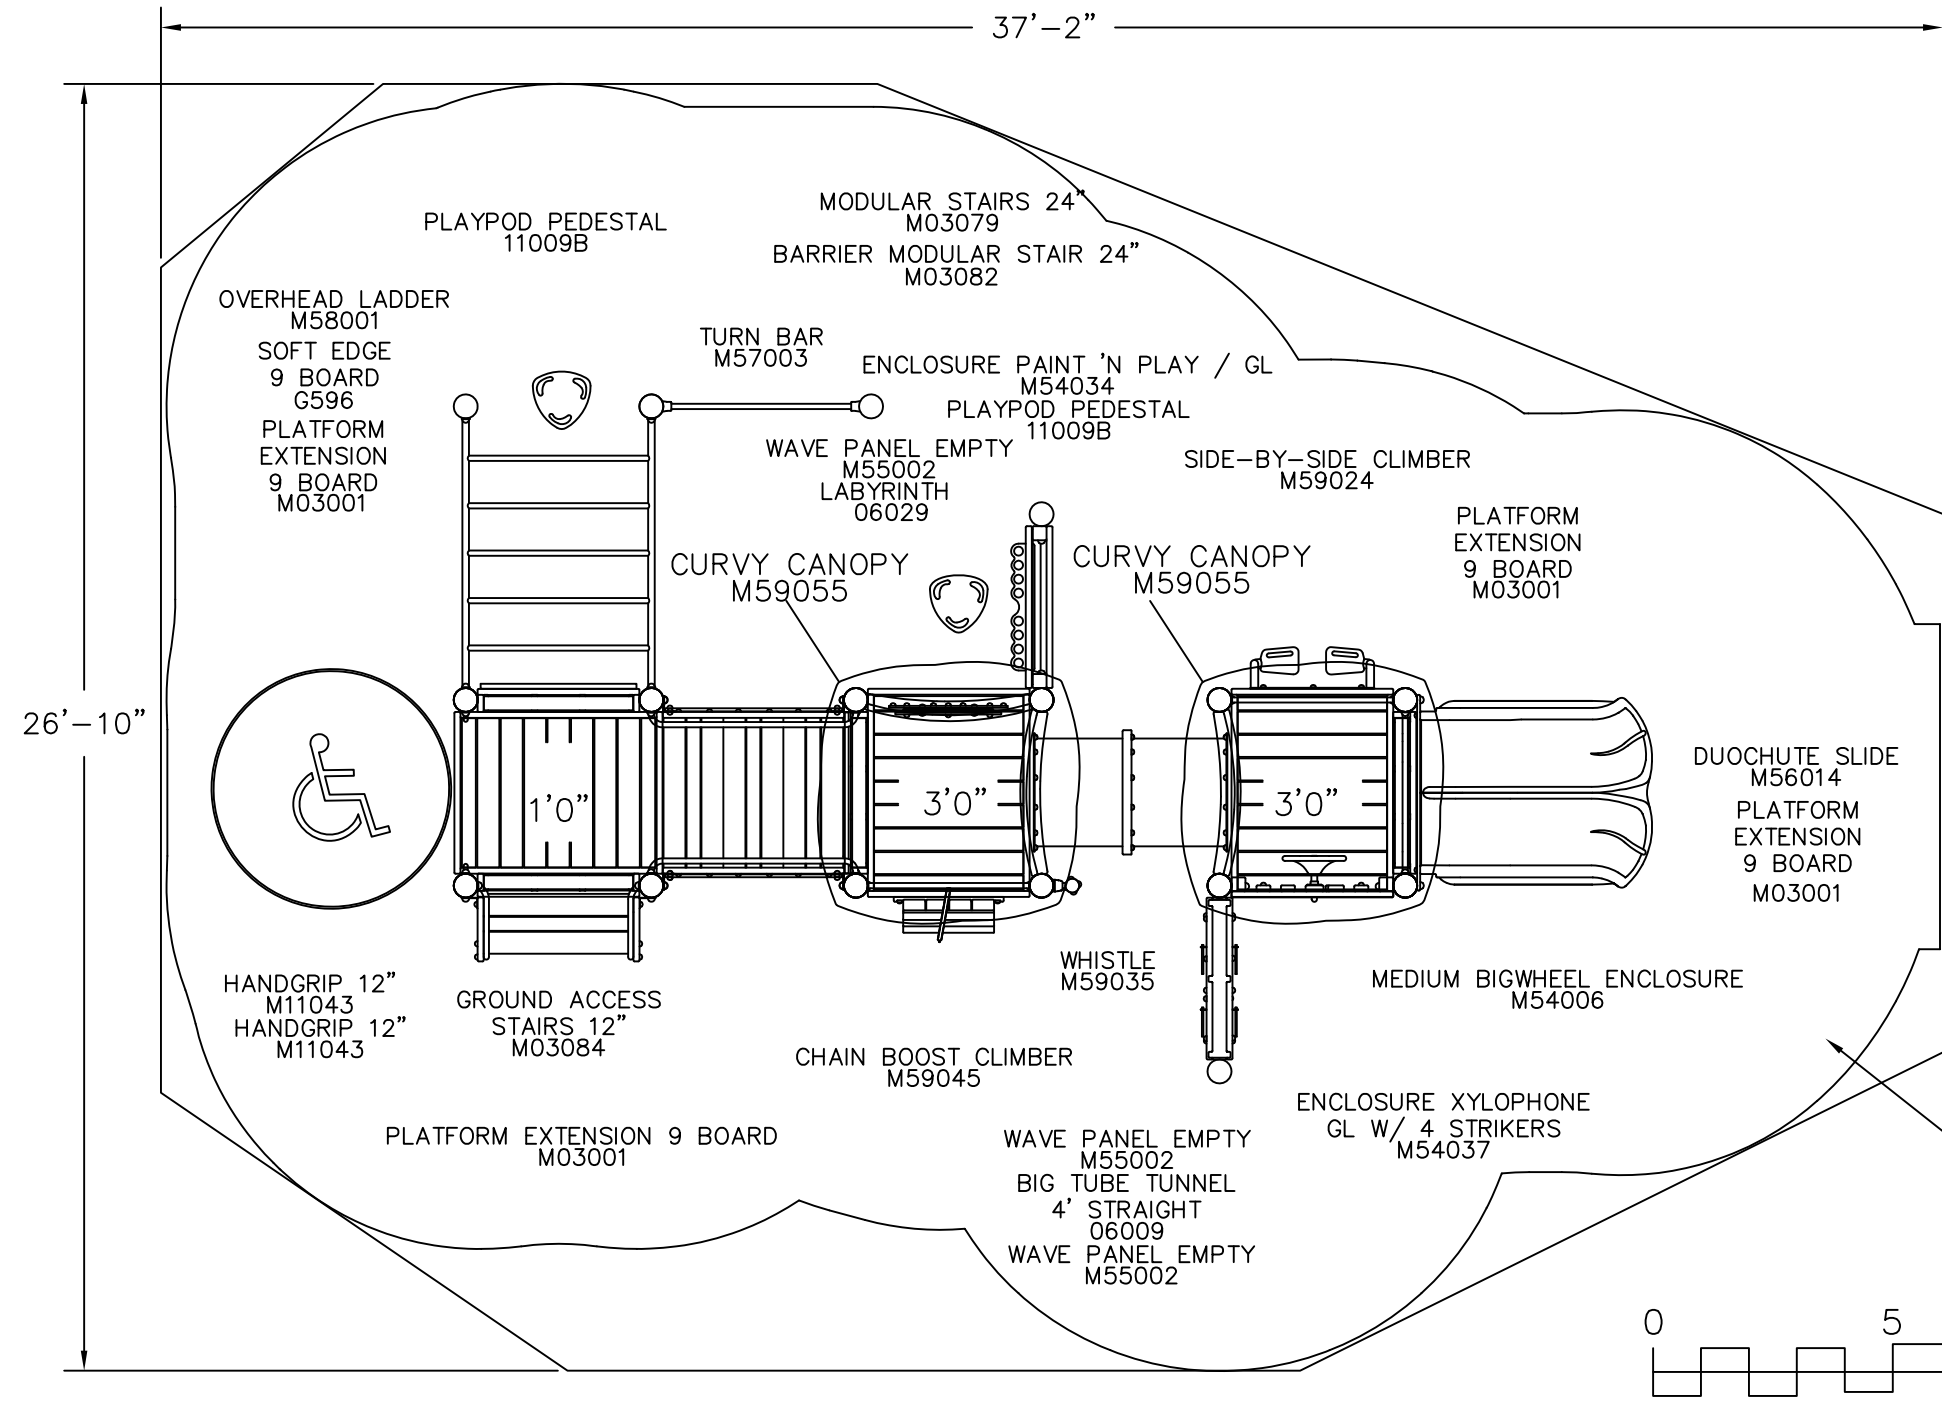 37'-2"
MODULAR STAIRS 24"
M03079
PLAYPOD PEDESTAL
11009B
BARRIER MODULAR STAIR 24"
M03082
OVERHEAD LADDER
M58001
SOFT EDGE
9 BOARD
G596
PLATFORM
EXTENSION
9 BOARD
M03001
TURN BAR
M57003
ENCLOSURE PAINT 'N PLAY / GL
M54034
PLAYPOD PEDESTAL
11009B
WAVE PANEL EMPTY
M55002
LABYRINTH
06029
SIDE-BY-SIDE CLIMBER
M59024
PLATFORM
EXTENSION
9 BOARD
M03001
CURVY CANOPY
M59055
CURVY CANOPY
M59055
26'-10"
1'0"
3'0"
3'0"
DUOCHUTE SLIDE
M56014
PLATFORM
EXTENSION
9 BOARD
M03001
HANDGRIP 12"
M11043
HANDGRIP 12"
M11043
GROUND ACCESS
STAIRS 12"
M03084
WHISTLE
M59035
MEDIUM BIGWHEEL ENCLOSURE
M54006
CHAIN BOOST CLIMBER
M59045
PLATFORM EXTENSION 9 BOARD
M03001
ENCLOSURE XYLOPHONE
GL W/ 4 STRIKERS
M54037
WAVE PANEL EMPTY
M55002
BIG TUBE TUNNEL
4' STRAIGHT
06009
WAVE PANEL EMPTY
M55002
0 5